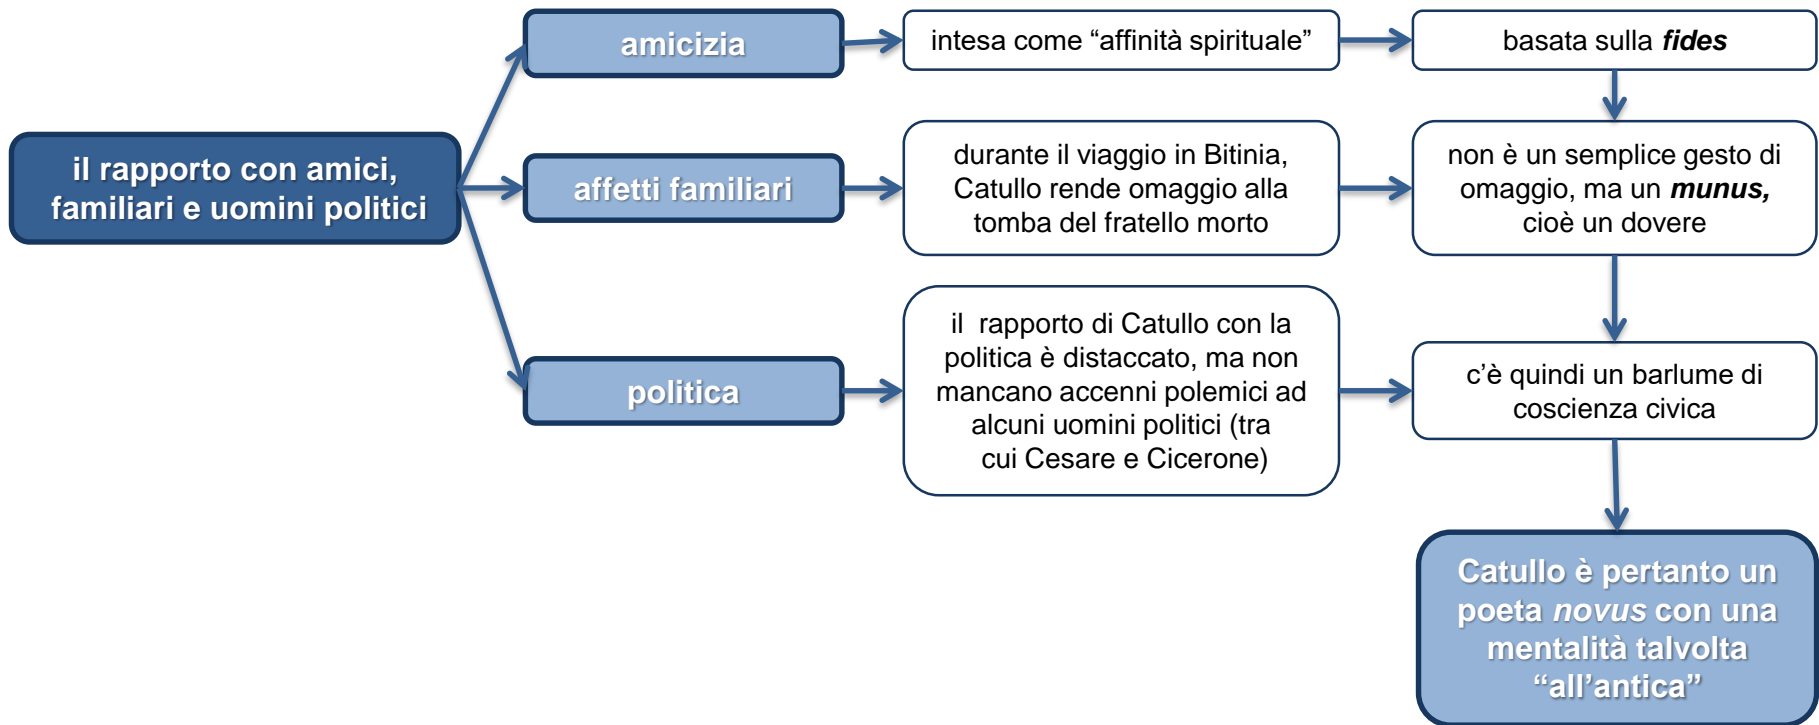 il rapporto con amici,
familiari e uomini politici
amicizia
intesa come “affinità spirituale”
basata sulla fides
affetti familiari
durante il viaggio in Bitinia,
Catullo rende omaggio alla
tomba del fratello morto
non è un semplice gesto di
omaggio, ma un munus,
cioè un dovere
politica
il rapporto di Catullo con la
politica è distaccato, ma non
mancano accenni polemici ad
alcuni uomini politici (tra
cui Cesare e Cicerone)
c’è quindi un barlume di
coscienza civica
Catullo è pertanto un
poeta novus con una
mentalità talvolta
“all’antica”